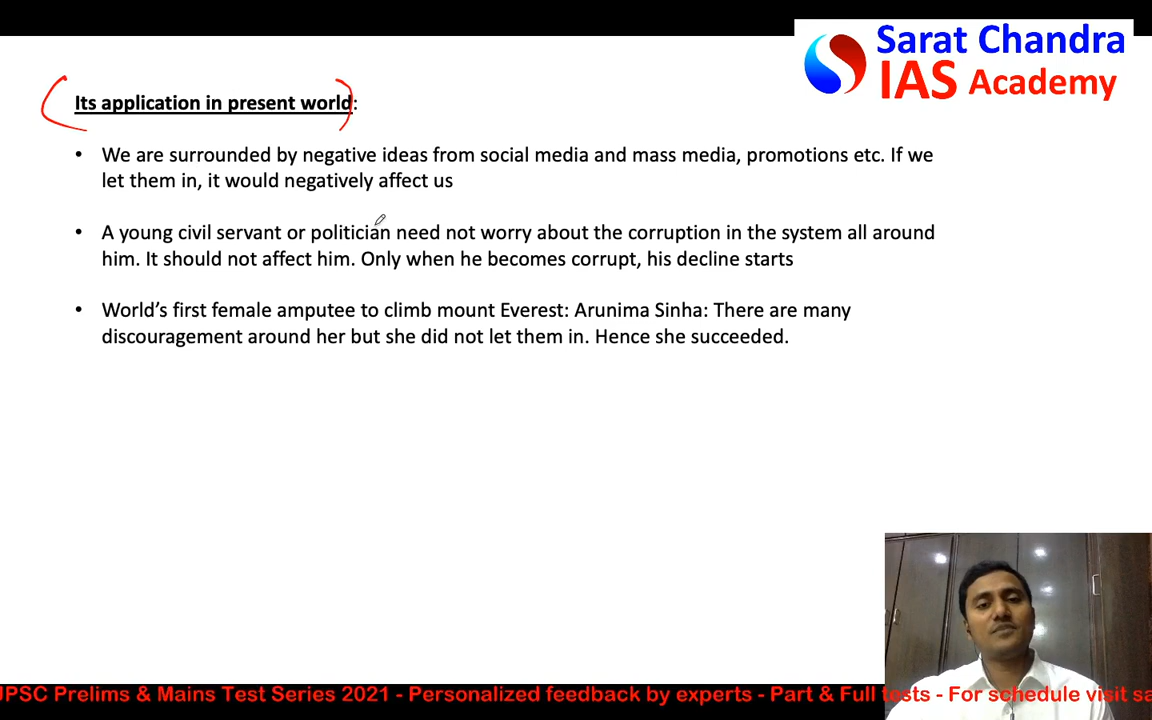 Sarat Chandra
IAS Academy
Its application in present world:
• We are surrounded by negative ideas from social media and mass media, promotions etc. If we
let them in, it would negatively affect us
• A young civil servant or politician need not worry about the corruption in the system all around
him. It should not affect him. Only when he becomes corrupt, his decline starts
• World's first female amputee to climb mount Everest: Arunima Sinha: There are many
discouragement around her but she did not let them in. Hence she succeeded.
UPSC Prelims & Mains Test Series 2021 - Personalized feedback by experts - Part & Full tests - For schedule visit